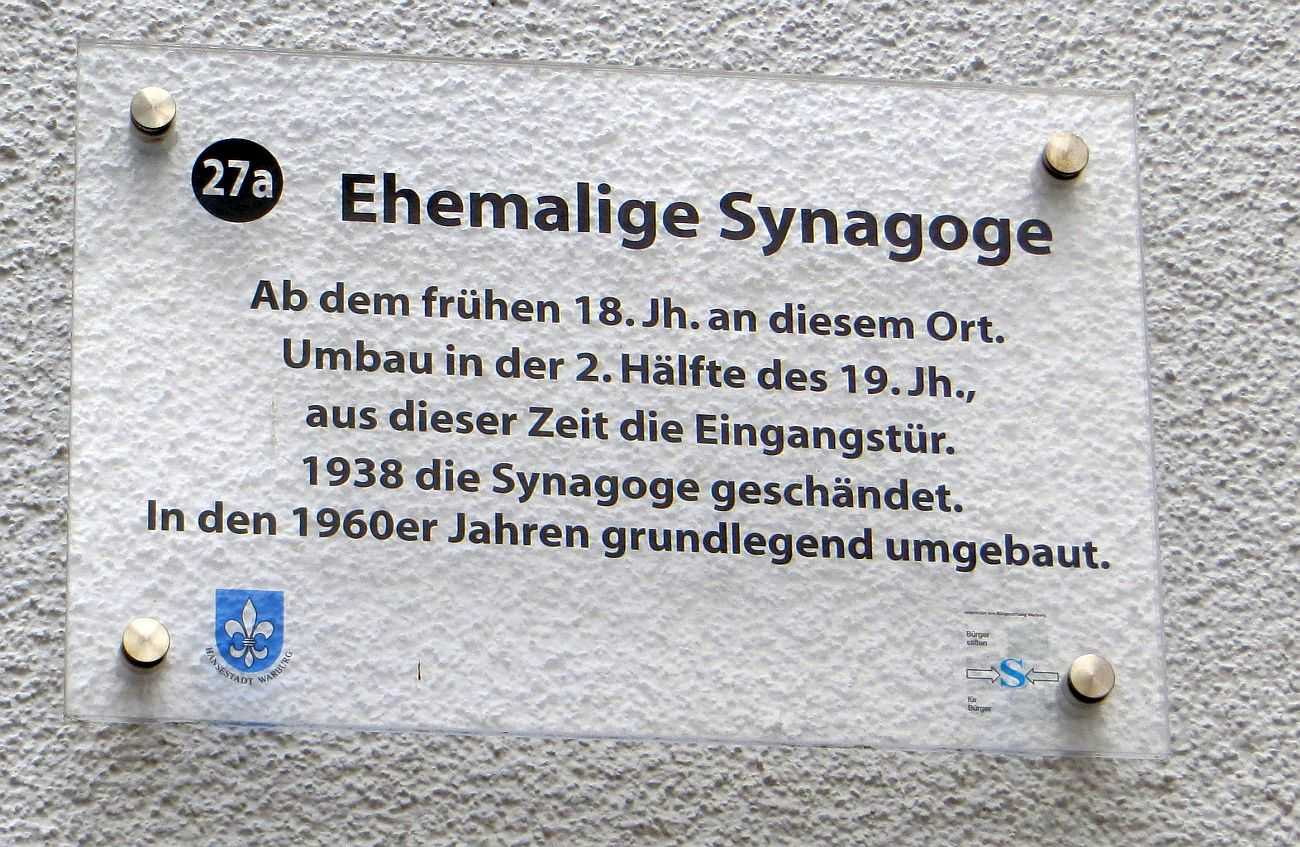 27a
Ehemalige Synagoge
Ab dem frühen 18. Jh. an diesem Ort.
Umbau in der 2. Hälfte des 19. Jh.,
aus dieser Zeit die Eingangstür.
1938 die Synagoge geschändet.
In den 1960er Jahren grundlegend umgebaut.
HANSESTADT WARBURG
Bürger
stiften
S
für
Bürger